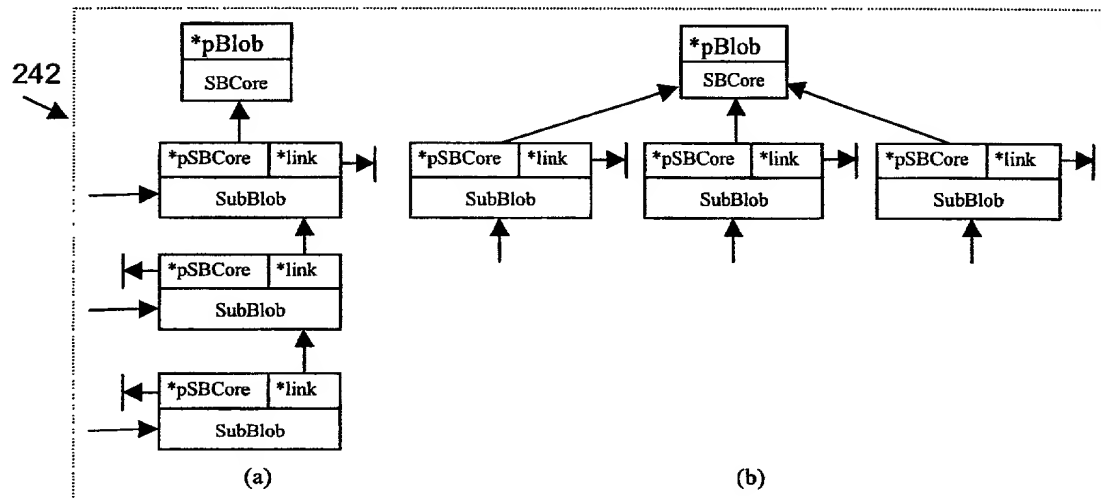 *pBlob
*pBlob
242
SBCore
SBCore
*pSBCore *link
*pSBCore *link
*pSBCore *link
*pSBCore *link
SubBlob
SubBlob
SubBlob
SubBlob
*pSBCore *link
SubBlob
*pSBCore *link
SubBlob
(a)
(b)